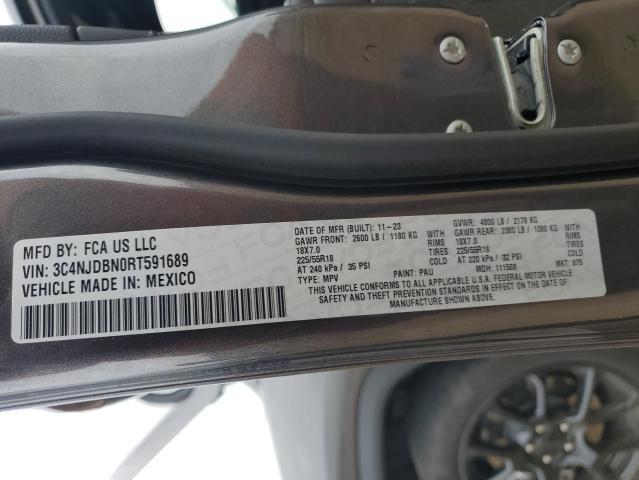 MFD BY: FCA US LLC
VIN: 3C4NJDBN0RT591689
VEHICLE MADE IN: MEXICO
DATE OF MFR (BUILT): 11-23
GVWR: 4800 LB / 2178 KG
GAWR FRONT: 2600 LB / 1180 KG WITH
GAWR REAR: 2380 LB / 1080 KG WITH
18X7.0 RIMS
18X7.0 RIMS
225/55R18 TIRES
225/55R18 TIRES
AT 240 kPa / 35 PSI COLD
AT 220 kPa / 32 PSI COLD
TYPE: MPV PAINT: PAU MDH: 111508 MKT: 875
THIS VEHICLE CONFORMS TO ALL APPLICABLE U.S.A. FEDERAL MOTOR VEHICLE
SAFETY AND THEFT PREVENTION STANDARDS IN EFFECT ON THE DATE OF
MANUFACTURE SHOWN ABOVE.